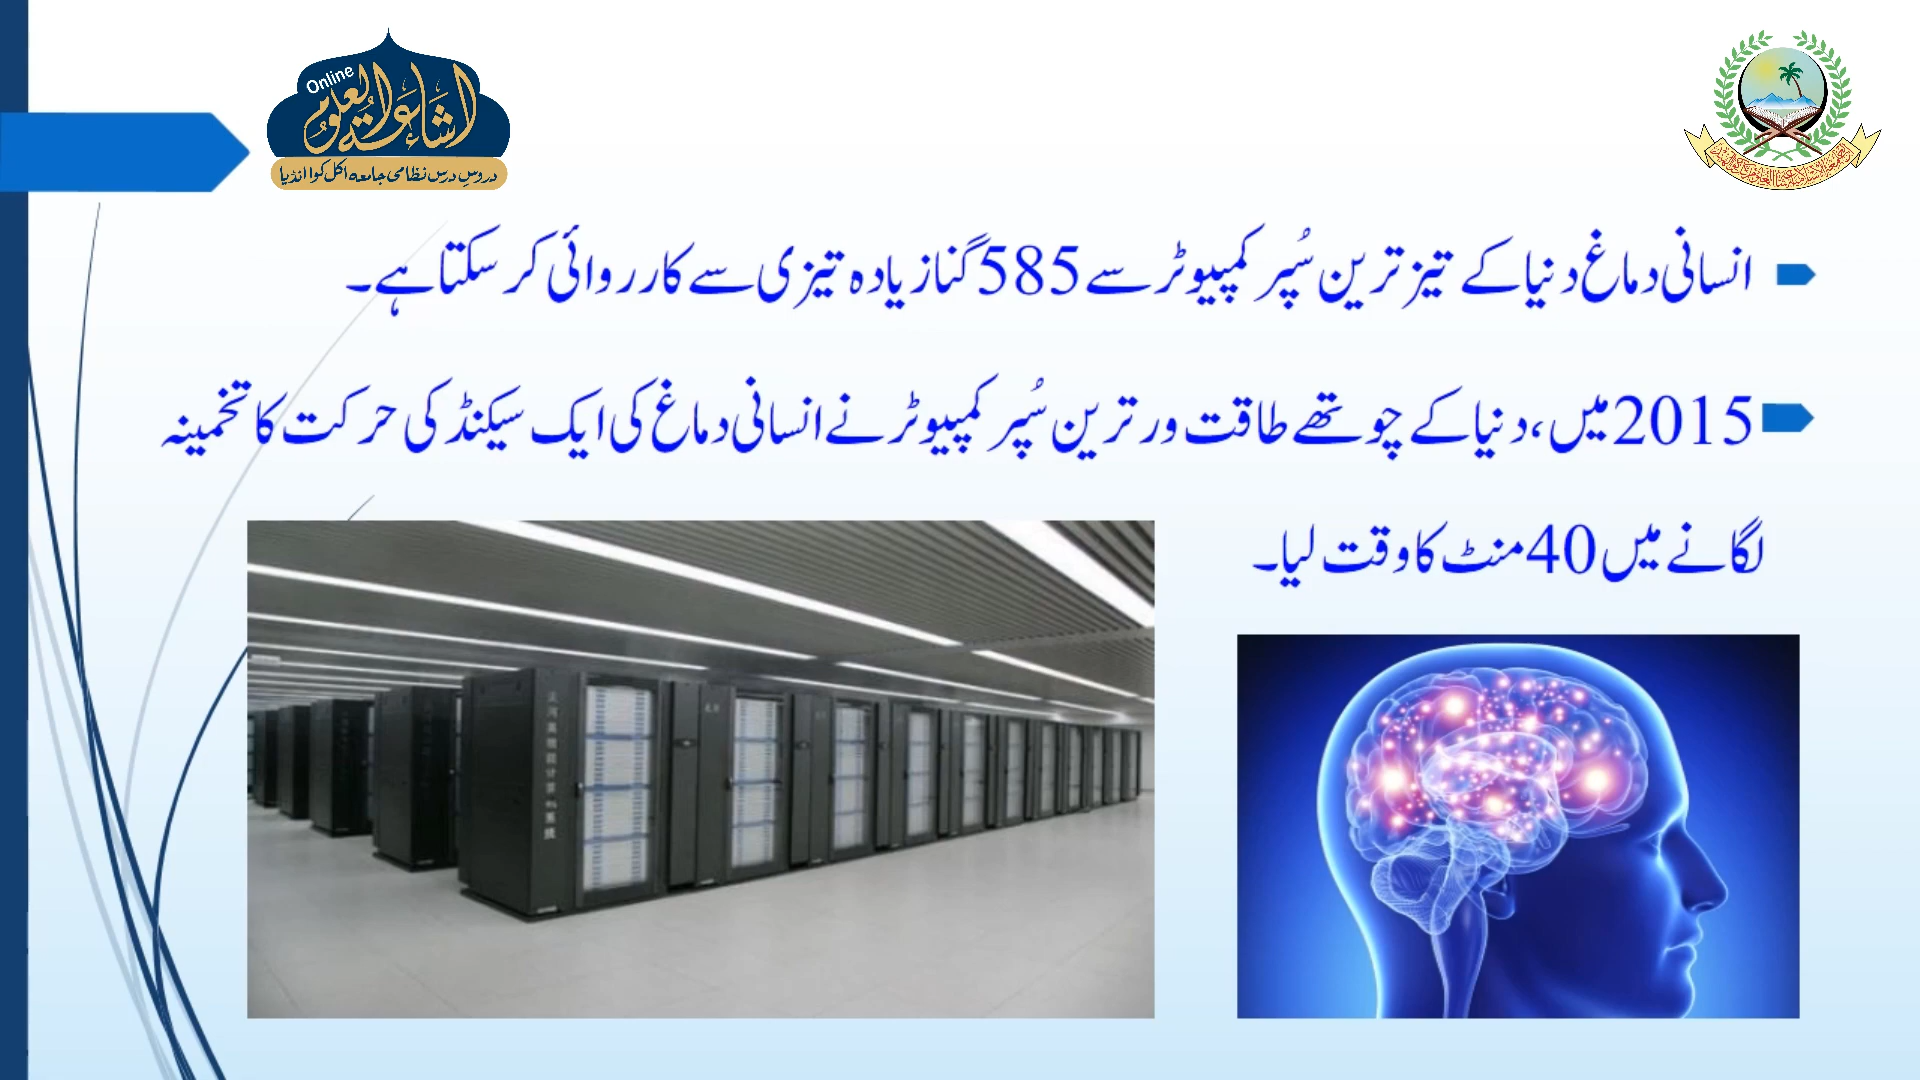 Online
اشاعۃ العلوم
دروسِ درس نظامی جامعہ اکل کوا انڈیا
انسانی دماغ دنیا کے تیز ترین سُپر کمپیوٹر سے 585 گنا زیادہ تیزی سے کارروائی کر سکتا ہے۔
2015 میں، دنیا کے چوتھے طاقت ور ترین سُپر کمپیوٹر نے انسانی دماغ کی ایک سیکنڈ کی حرکت کا تخمینہ
لگانے میں 40 منٹ کا وقت لیا۔